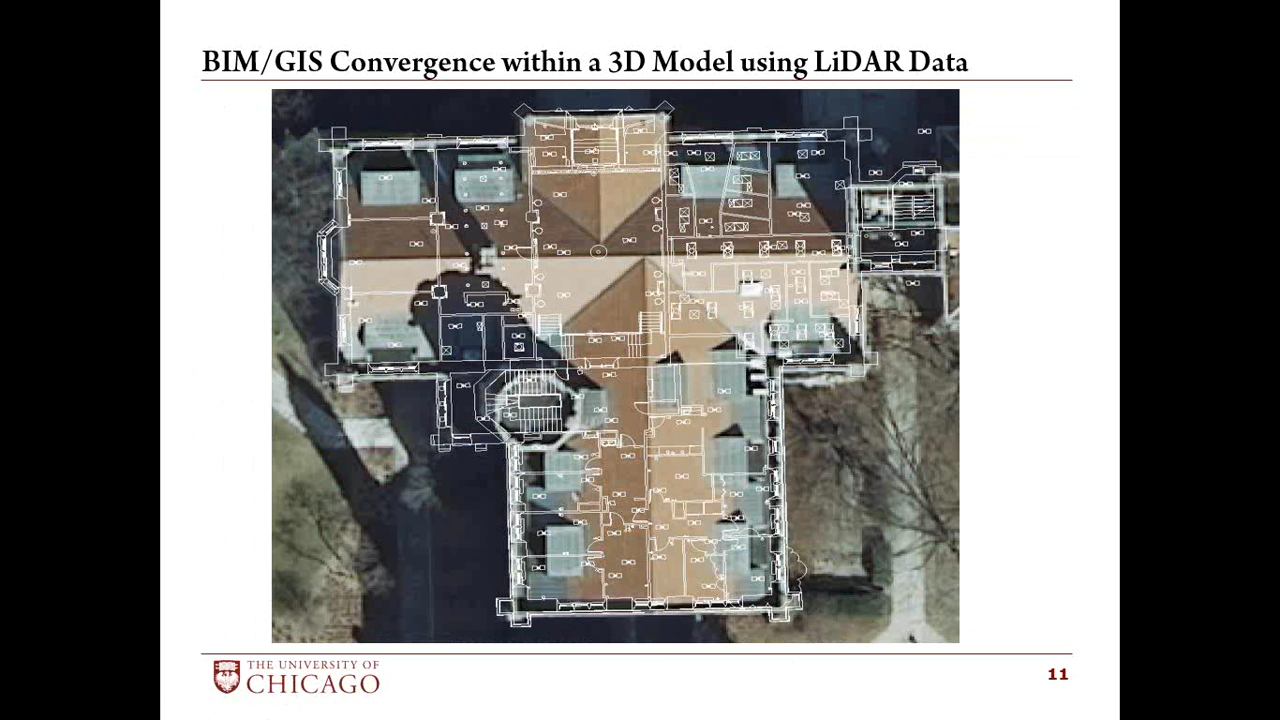 BIM/GIS Convergence within a 3D Model using LiDAR Data
THE UNIVERSITY OF
CHICAGO
11